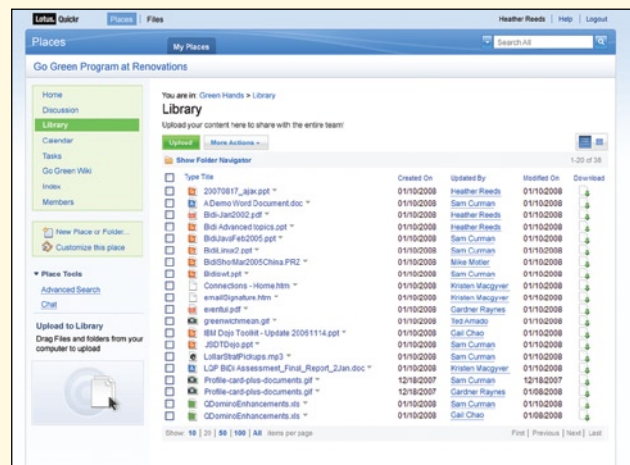 Lotus. Quickr Places Files Heather Reeds | Help | Logout
Places My Places Search All
Go Green Program at Renovations
Home
Discussion
Library
Calendar
Tasks
Go Green Wiki
Index
Members
New Place or Folder...
Customize this place
Place Tools
Advanced Search
Chat
Upload to Library
Drag Files and folders from your
computer to upload
You are in: Green Hands > Library
Library
Upload your content here to share with the entire team'
Upload More Actions
Show Folder Navigator 1-20 of 38
Type Title Created On Updated By Modified On Download
20070817_ajax.ppt 01/10/2008 Heather Reeds 01/10/2008
A Demo Word Document.doc 01/10/2008 Sam Curman 01/10/2008
Bidi-Jan2002.pdf 01/10/2008 Heather Reeds 01/10/2008
Bidi Advanced topics.ppt 01/10/2008 Heather Reeds 01/10/2008
BidiJavaFeb2005.ppt 01/10/2008 Sam Curman 01/10/2008
BidiLinux2.ppt 01/10/2008 Sam Curman 01/10/2008
BidiShorMar2005China.PRZ 01/10/2008 Mike Motler 01/10/2008
Bidiswt.ppt 01/10/2008 Sam Curman 01/10/2008
Connections - Home.htm 01/10/2008 Kristen Macgyver 01/10/2008
emailSignature.htm 01/10/2008 Kristen Macgyver 01/10/2008
eventui.pdf 01/10/2008 Gardner Raynes 01/10/2008
greenwichmean.gif 01/10/2008 Ted Amado 01/10/2008
IBM Dojo Toolkit - Update 20051114.ppt 01/10/2008 Gail Chao 01/10/2008
JSDTDojo.ppt 01/10/2008 Sam Curman 01/10/2008
LollarStratPickups.mp3 01/10/2008 Sam Curman 01/10/2008
LQP BiDi Assessment_Final_Report_2Jan.doc 01/10/2008 Kristen Macgyver 01/10/2008
Profile-card-plus-documents.gif 12/18/2007 Sam Curman 12/18/2007
Profile-card-plus-documents.gif 12/18/2007 Gardner Raynes 01/08/2008
QDominoEnhancements.xls 01/10/2008 Sam Curman 01/10/2008
QDominoEnhancements.xls 01/10/2008 Gail Chao 01/08/2008
Show: 10 | 20 | 50 | 100 | All items per page First | Previous | Next | Last